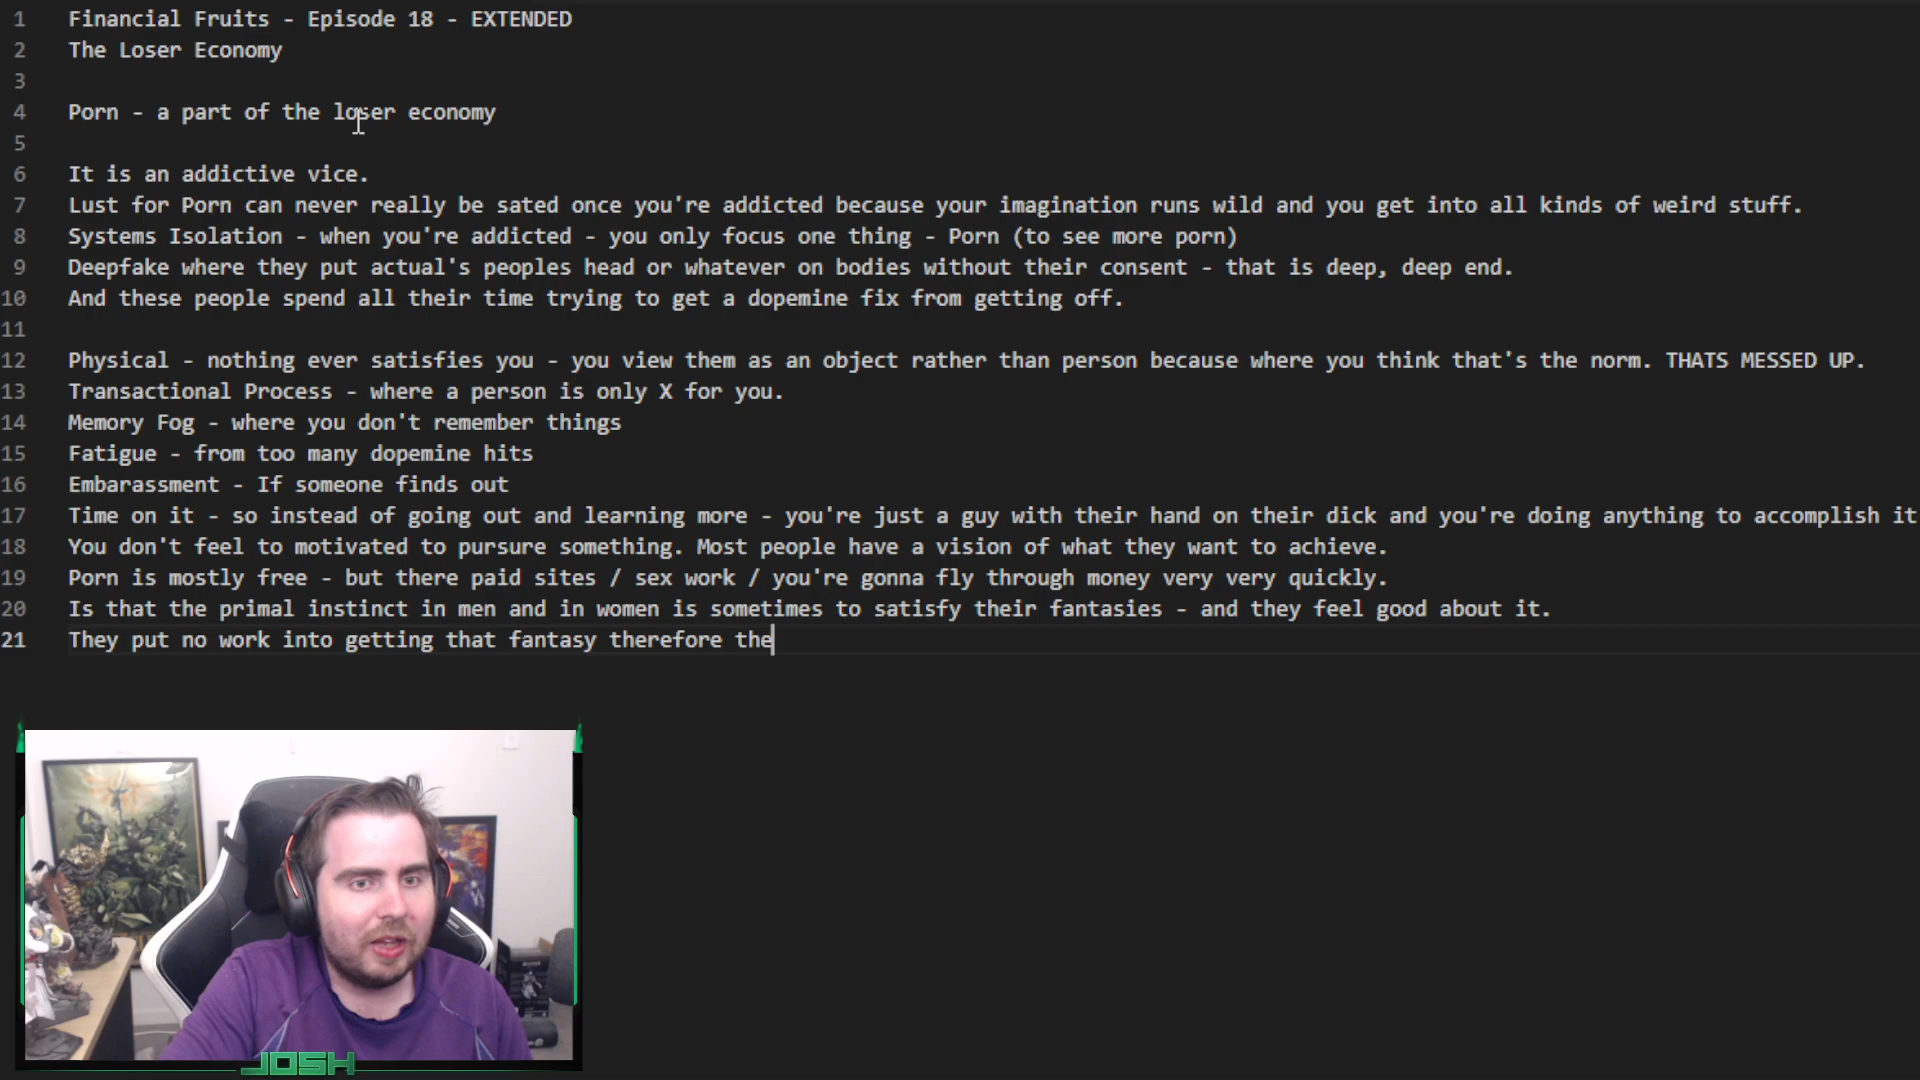 1 Financial Fruits - Episode 18 - EXTENDED
2 The Loser Economy
3
4 Porn - a part of the loser economy
5
6 It is an addictive vice.
7 Lust for Porn can never really be sated once you're addicted because your imagination runs wild and you get into all kinds of weird stuff.
8 Systems Isolation - when you're addicted - you only focus one thing - Porn (to see more porn)
9 Deepfake where they put actual's peoples head or whatever on bodies without their consent - that is deep, deep end.
10 And these people spend all their time trying to get a dopemine fix from getting off.
11
12 Physical - nothing ever satisfies you - you view them as an object rather than person because where you think that's the norm. THATS MESSED UP.
13 Transactional Process - where a person is only X for you.
14 Memory Fog - where you don't remember things
15 Fatigue - from too many dopemine hits
16 Embarassment - If someone finds out
17 Time on it - so instead of going out and learning more - you're just a guy with their hand on their dick and you're doing anything to accomplish it
18 You don't feel to motivated to pursure something. Most people have a vision of what they want to achieve.
19 Porn is mostly free - but there paid sites / sex work / you're gonna fly through money very very quickly.
20 Is that the primal instinct in men and in women is sometimes to satisfy their fantasies - and they feel good about it.
21 They put no work into getting that fantasy therefore the
JOSH